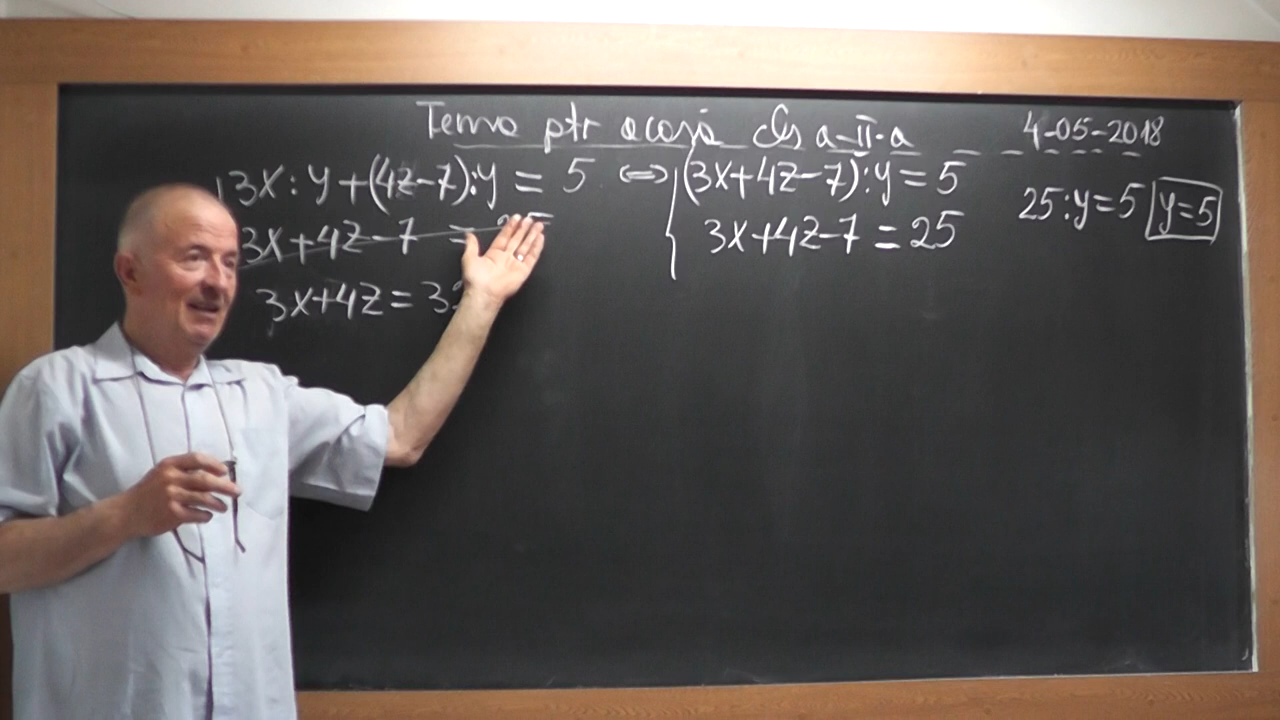 Tema ptr acasă cls a-II-a 4-05-2018
3x:y+(4z-7):y=5 ⇔ {(3x+4z-7):y=5
3x+4z-7=25
3x+4z-7=25
25:y=5 y=5
3x+4z=3